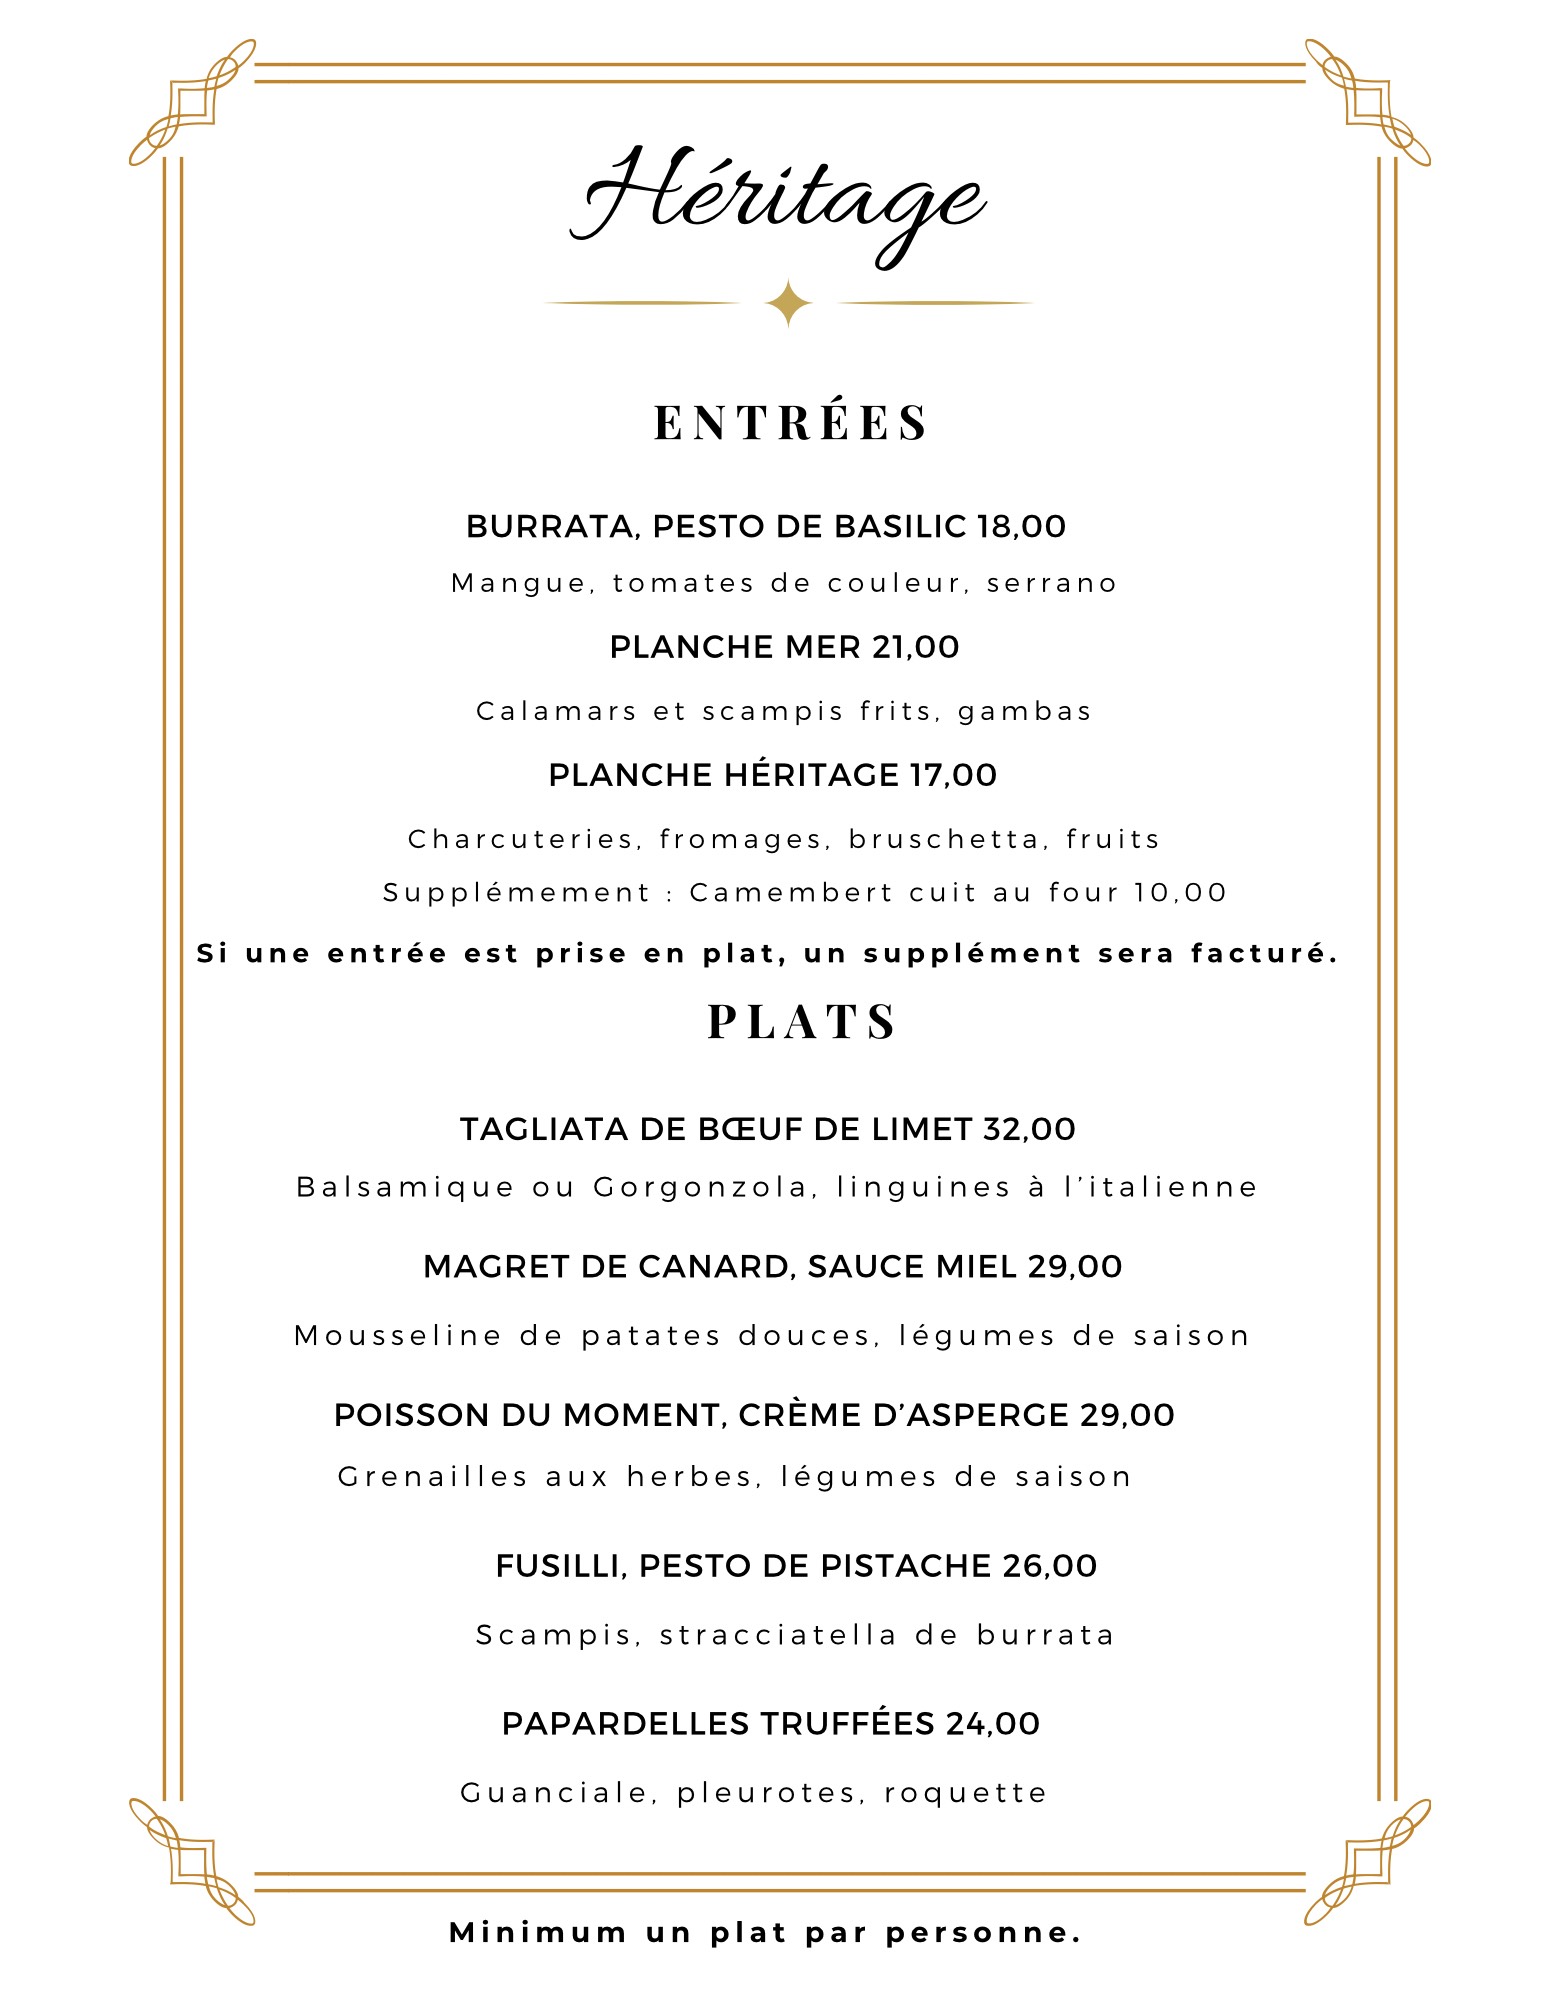 Héritage
ENTRÉES
BURRATA, PESTO DE BASILIC 18,00
Mangue, tomates de couleur, serrano
PLANCHE MER 21,00
Calamars et scampis frits, gambas
PLANCHE HÉRITAGE 17,00
Charcuteries, fromages, bruschetta, fruits
Supplémement : Camembert cuit au four 10,00
Si une entrée est prise en plat, un supplément sera facturé.
PLATS
TAGLIATA DE BŒUF DE LIMET 32,00
Balsamique ou Gorgonzola, linguines à l’italienne
MAGRET DE CANARD, SAUCE MIEL 29,00
Mousseline de patates douces, légumes de saison
POISSON DU MOMENT, CRÈME D’ASPERGE 29,00
Grenailles aux herbes, légumes de saison
FUSILLI, PESTO DE PISTACHE 26,00
Scampis, stracciatella de burrata
PAPARDELLES TRUFFÉES 24,00
Guanciale, pleurotes, roquette
Minimum un plat par personne.